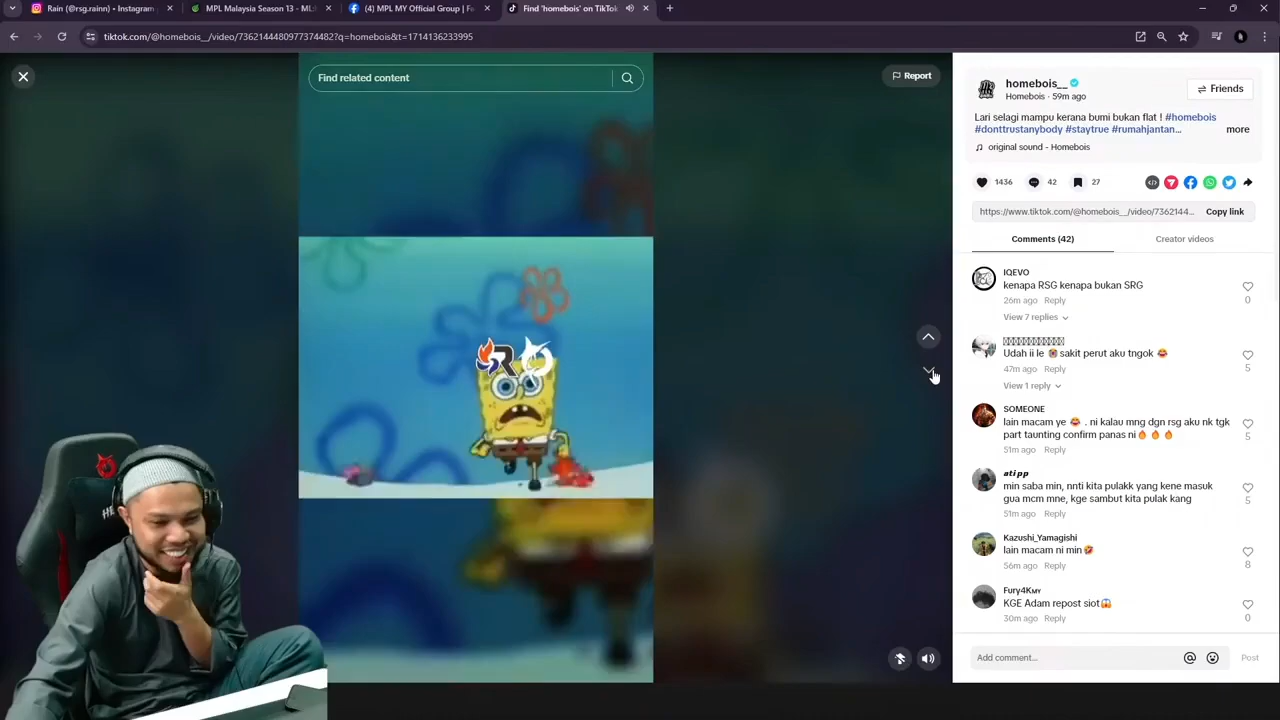 Rain (@rsg.rainn) • Instagram
MPL Malaysia Season 13 - MLS
(4) MPL MY Official Group | Fa
Find 'homebois' on TikTok
tiktok.com/@homebois__/video/7362144480977374482?q=homebois&t=1714136233995
Find related content
Report
homebois__
Homebois · 59m ago
Friends
Lari selagi mampu kerana bumi bukan flat ! #homebois
#donttrustanybody #staytrue #rumahjantan...
more
original sound - Homebois
1436
42
27
https://www.tiktok.com/@homebois__/video/7362144...
Copy link
Comments (42)
Creator videos
IQEVO
kenapa RSG kenapa bukan SRG
26m ago Reply
0
View 7 replies
Udah ii le 😭 sakit perut aku tngok 😂
47m ago Reply
5
View 1 reply
SOMEONE
lain macam ye 😂 . ni kalau mng dgn rsg aku nk tgk
part taunting confirm panas ni🔥🔥🔥
51m ago Reply
5
atipp
min saba min, nnti kita pulakk yang kene masuk
gua mcm mne, kge sambut kita pulak kang
51m ago Reply
5
Kazushi_Yamagishi
lain macam ni min🤣
56m ago Reply
8
Fury4Kᴍʏ
KGE Adam repost siot😱
30m ago Reply
0
Add comment...
Post